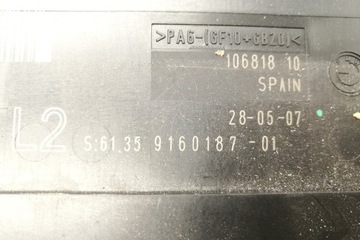 >PA6-(GF10+GB20)<
106818 10
SPAIN
28-05-07
L2
S:61.35 9160187 -01